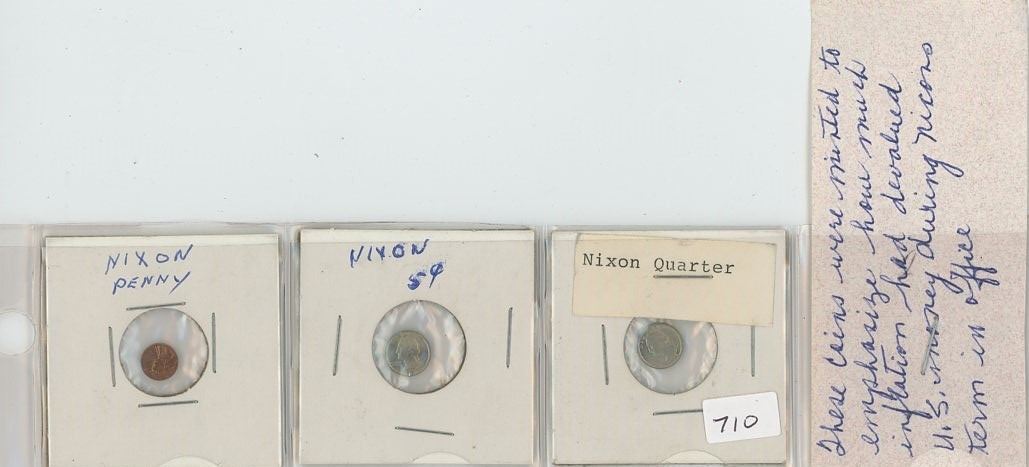 NIXON
PENNY
NIXON
5¢
Nixon Quarter
710
These coins were minted to
emphasize how much
inflation had devalued
U.S. money during Nicons
term in office